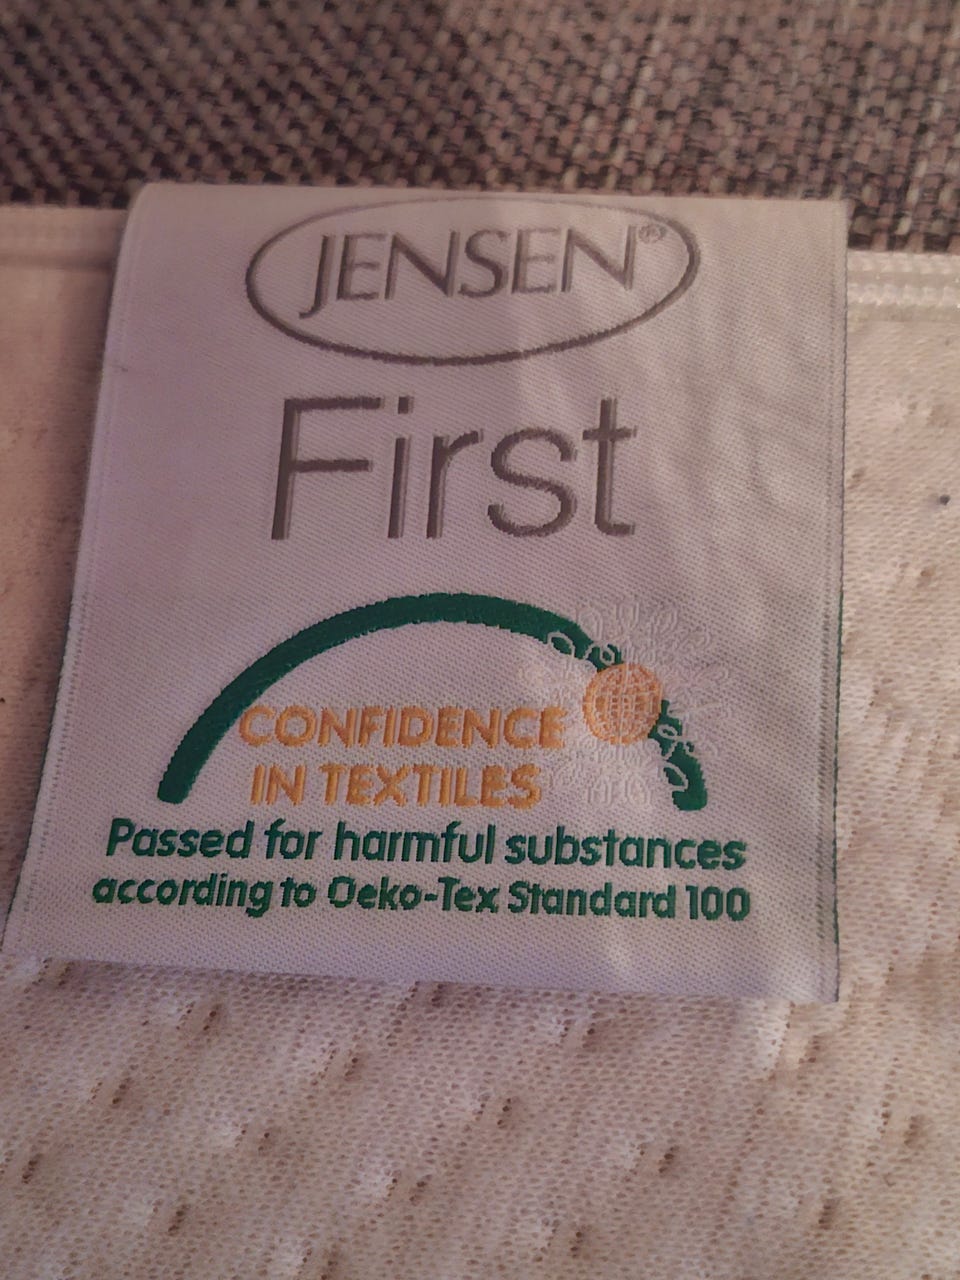 JENSEN®
First
CONFIDENCE
IN TEXTILES
Passed for harmful substances
according to Oeko-Tex Standard 100